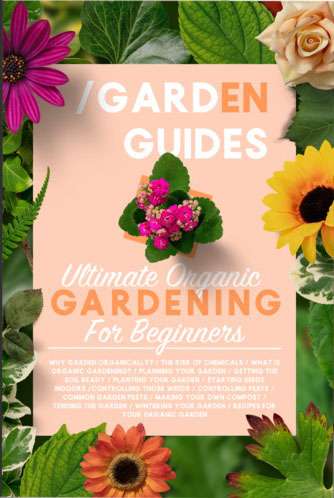 /GARDEN
GUIDES
Ultimate Organic
GARDENING
For Beginners
WHY GARDEN ORGANICALLY? / THE RISK OF CHEMICALS / WHAT IS
ORGANIC GARDENING? / PLANNING YOUR GARDEN / GETTING THE
SOIL READY / PLANTING YOUR GARDEN / STARTING SEEDS
INDOORS /CONTROLLING THOSE WEEDS / CONTROLLING PESTS /
COMMON GARDEN PESTS / MAKING YOUR OWN COMPOST /
TENDING THE GARDEN / WINTERING YOUR GARDEN / RECIPES FOR
YOUR ORGANIC GARDEN